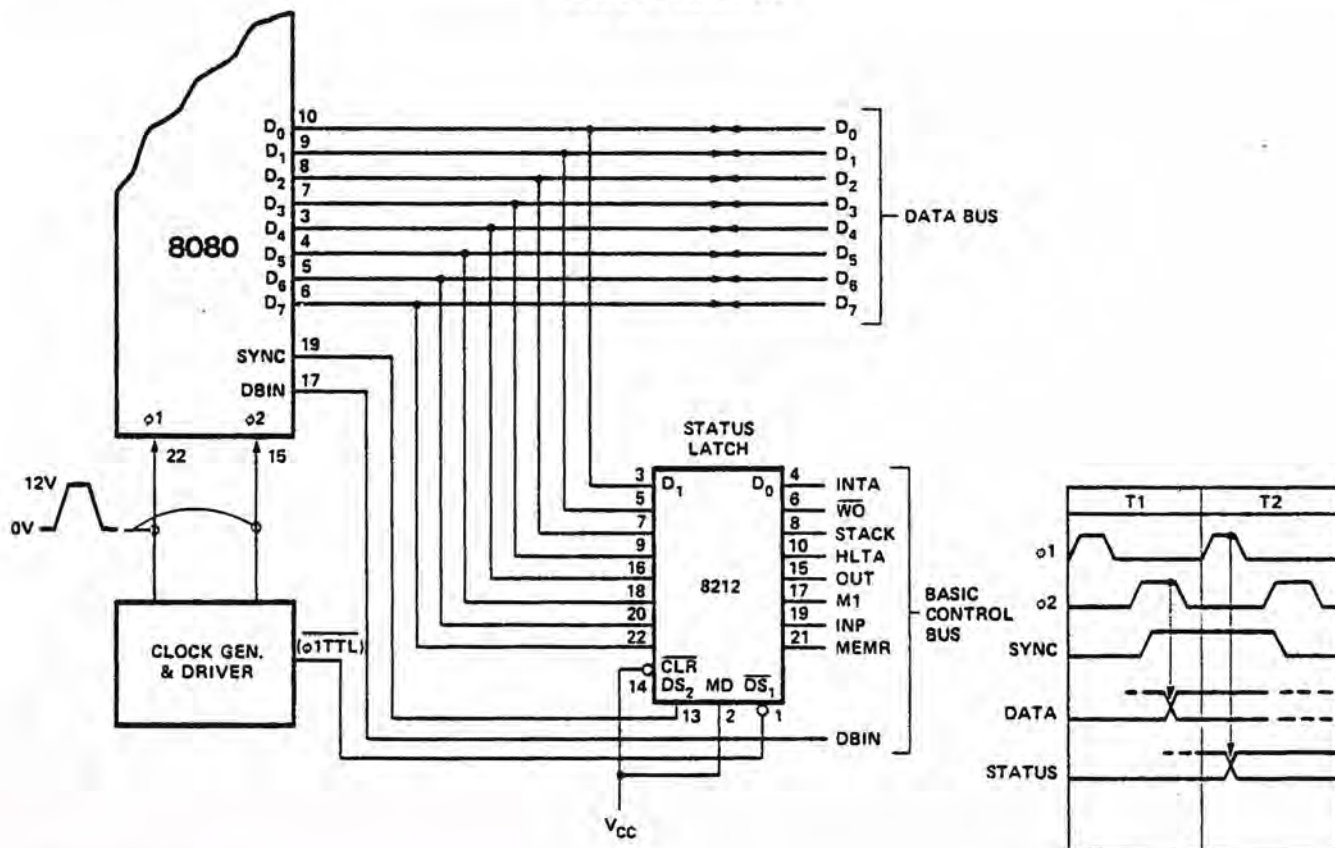 8080
D0 10
D1 9
D2 8
D3 7
D4 3
D5 4
D6 5
D7 6
SYNC 19
DBIN 17
φ1 φ2
22 15
12V
0V
CLOCK GEN.
& DRIVER
(φ1TTL)
D0
D1
D2
D3
D4
D5
D6
D7
DATA BUS
STATUS
LATCH
3 D1 D0 4 INTA
5 6 WO
7 8 STACK
9 10 HLTA
16 15 OUT
18 17 M1
20 19 INP
22 21 MEMR
8212
CLR
14 DS2 MD DS1
13 2 1
DBIN
VCC
BASIC
CONTROL
BUS
T1 T2
φ1
φ2
SYNC
DATA
STATUS